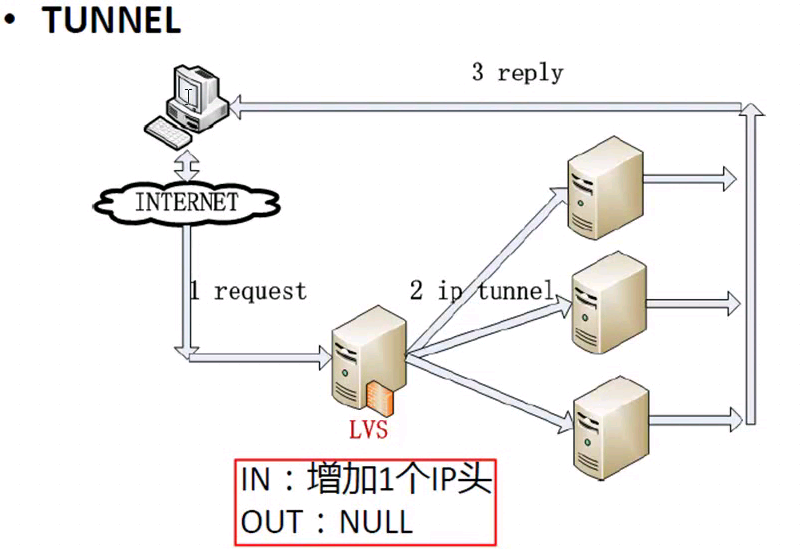 • TUNNEL
3 reply
INTERNET
1 request
2 ip tunnel
LVS
IN：增加1个IP头
OUT：NULL